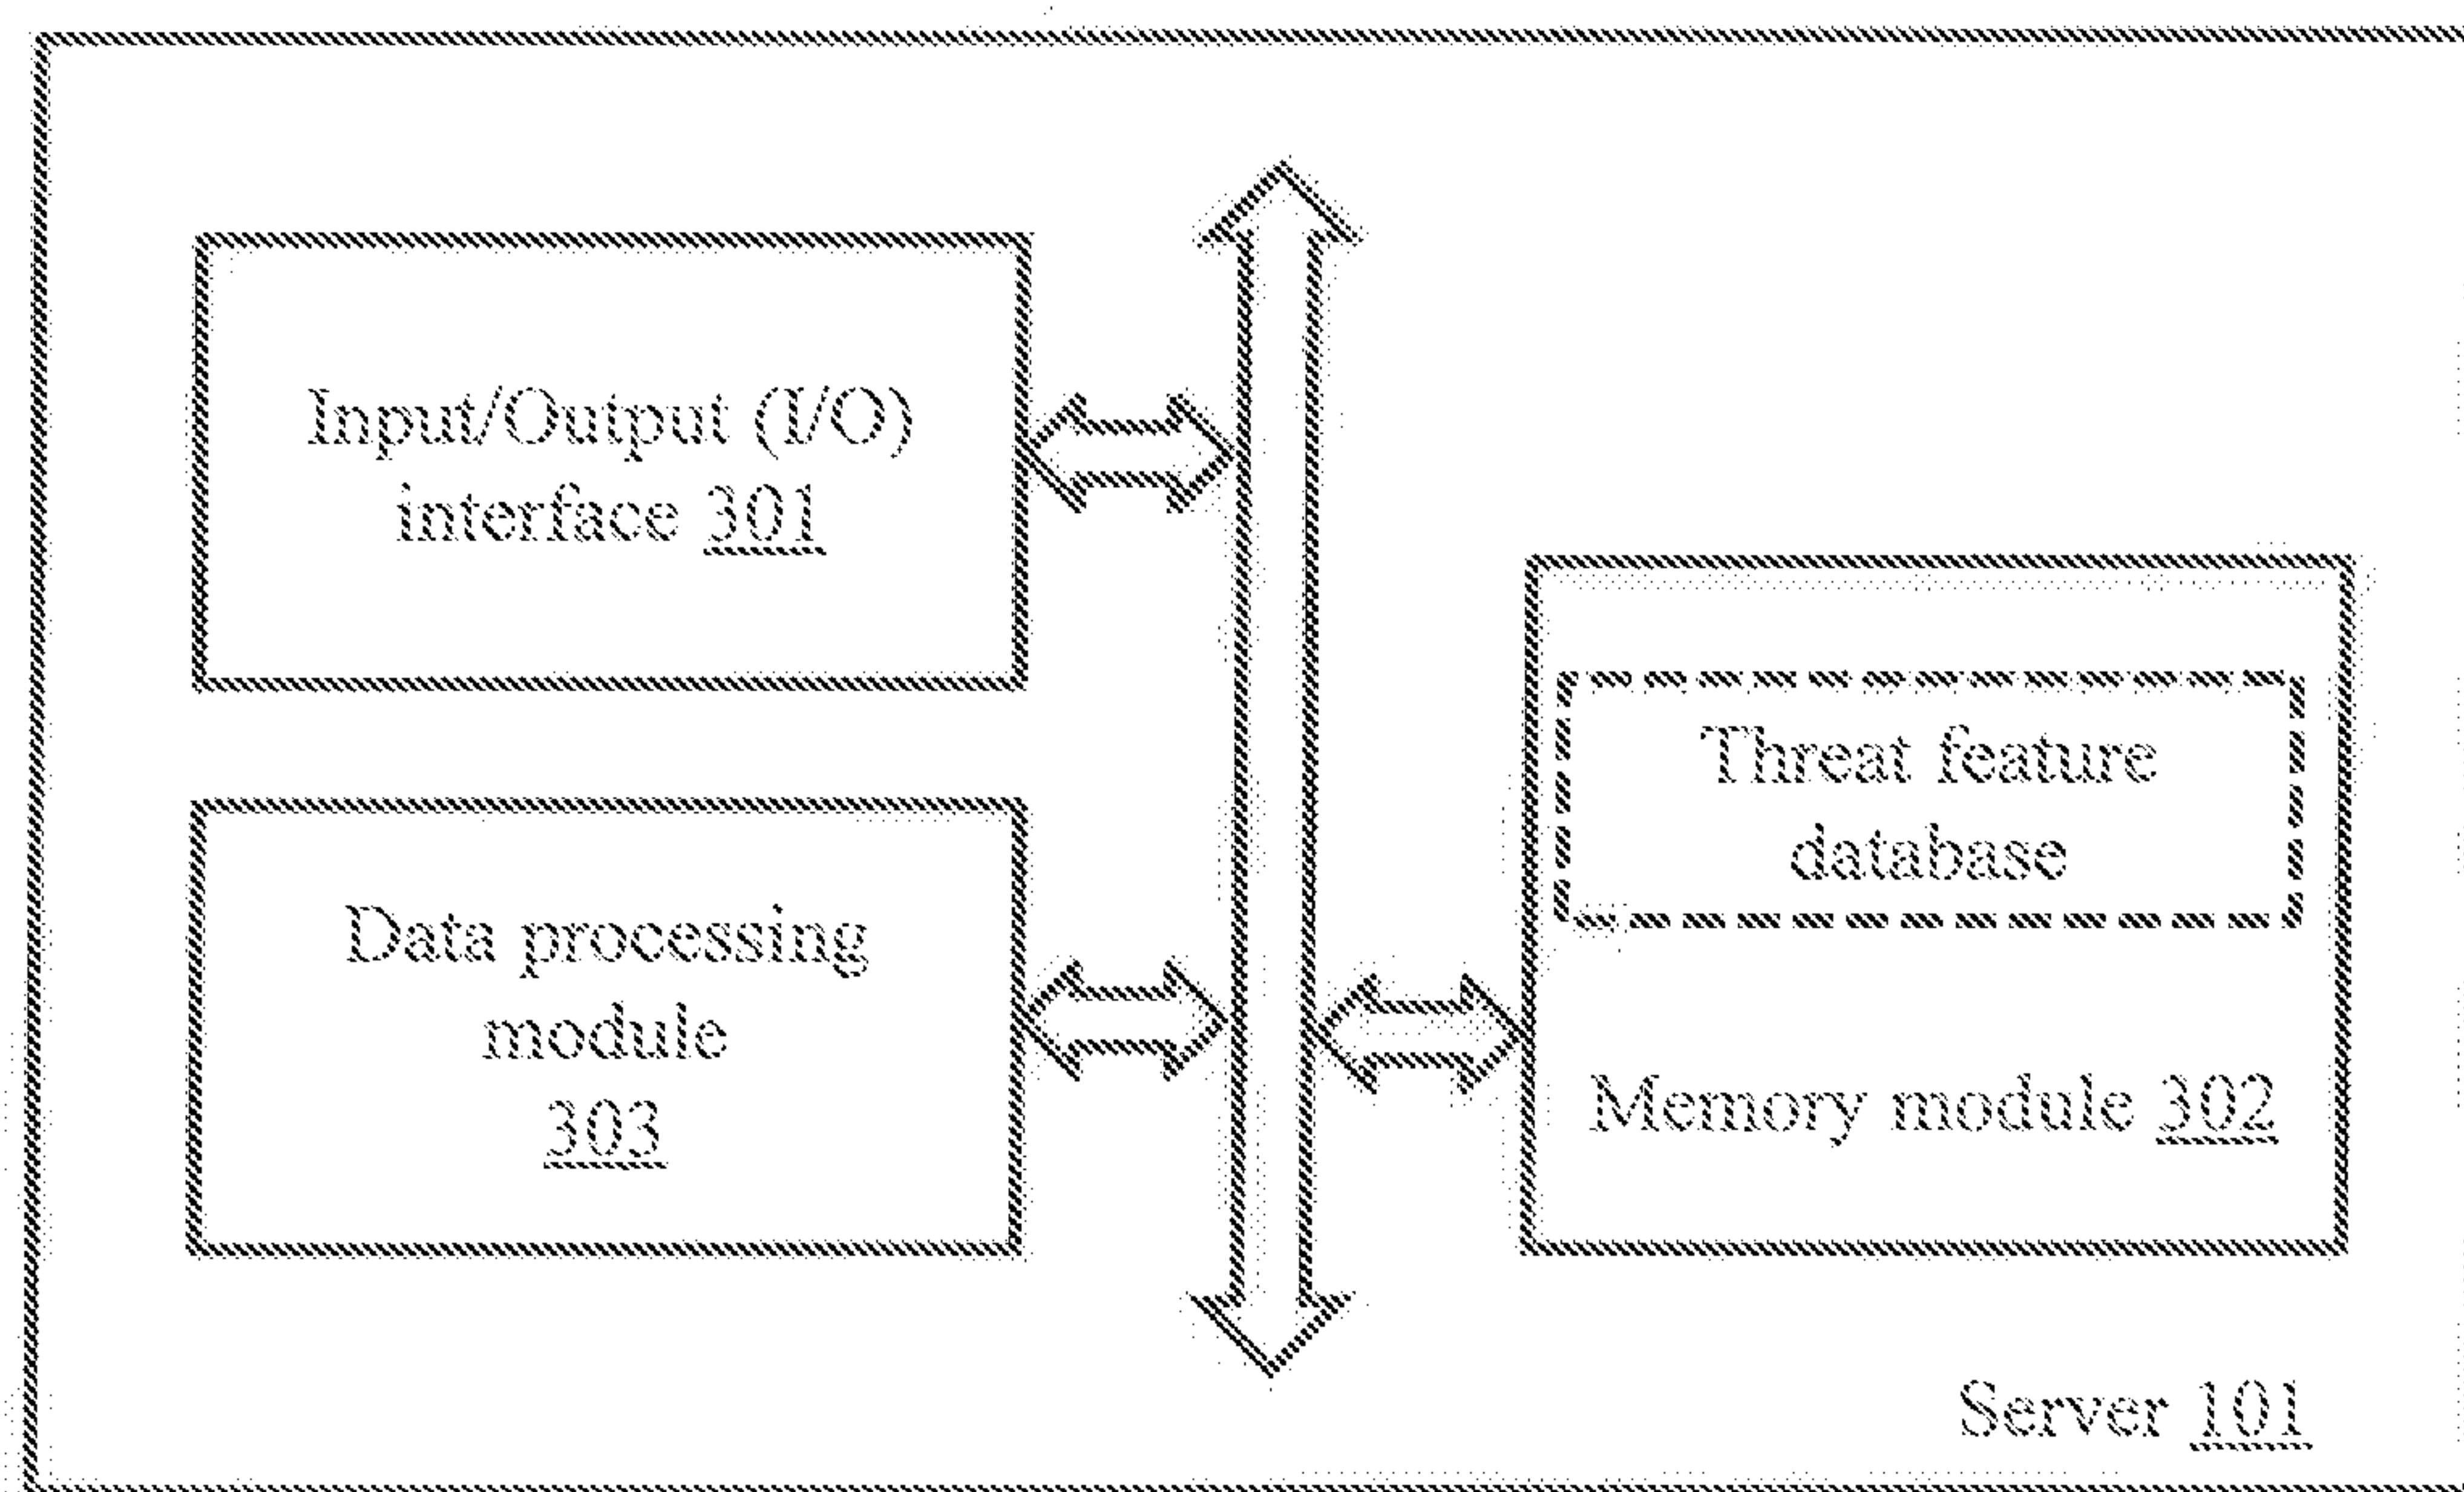 Input/Output (I/O)
interface 301
Data processing
module
303
Threat feature
database
Memory module 302
Server 101